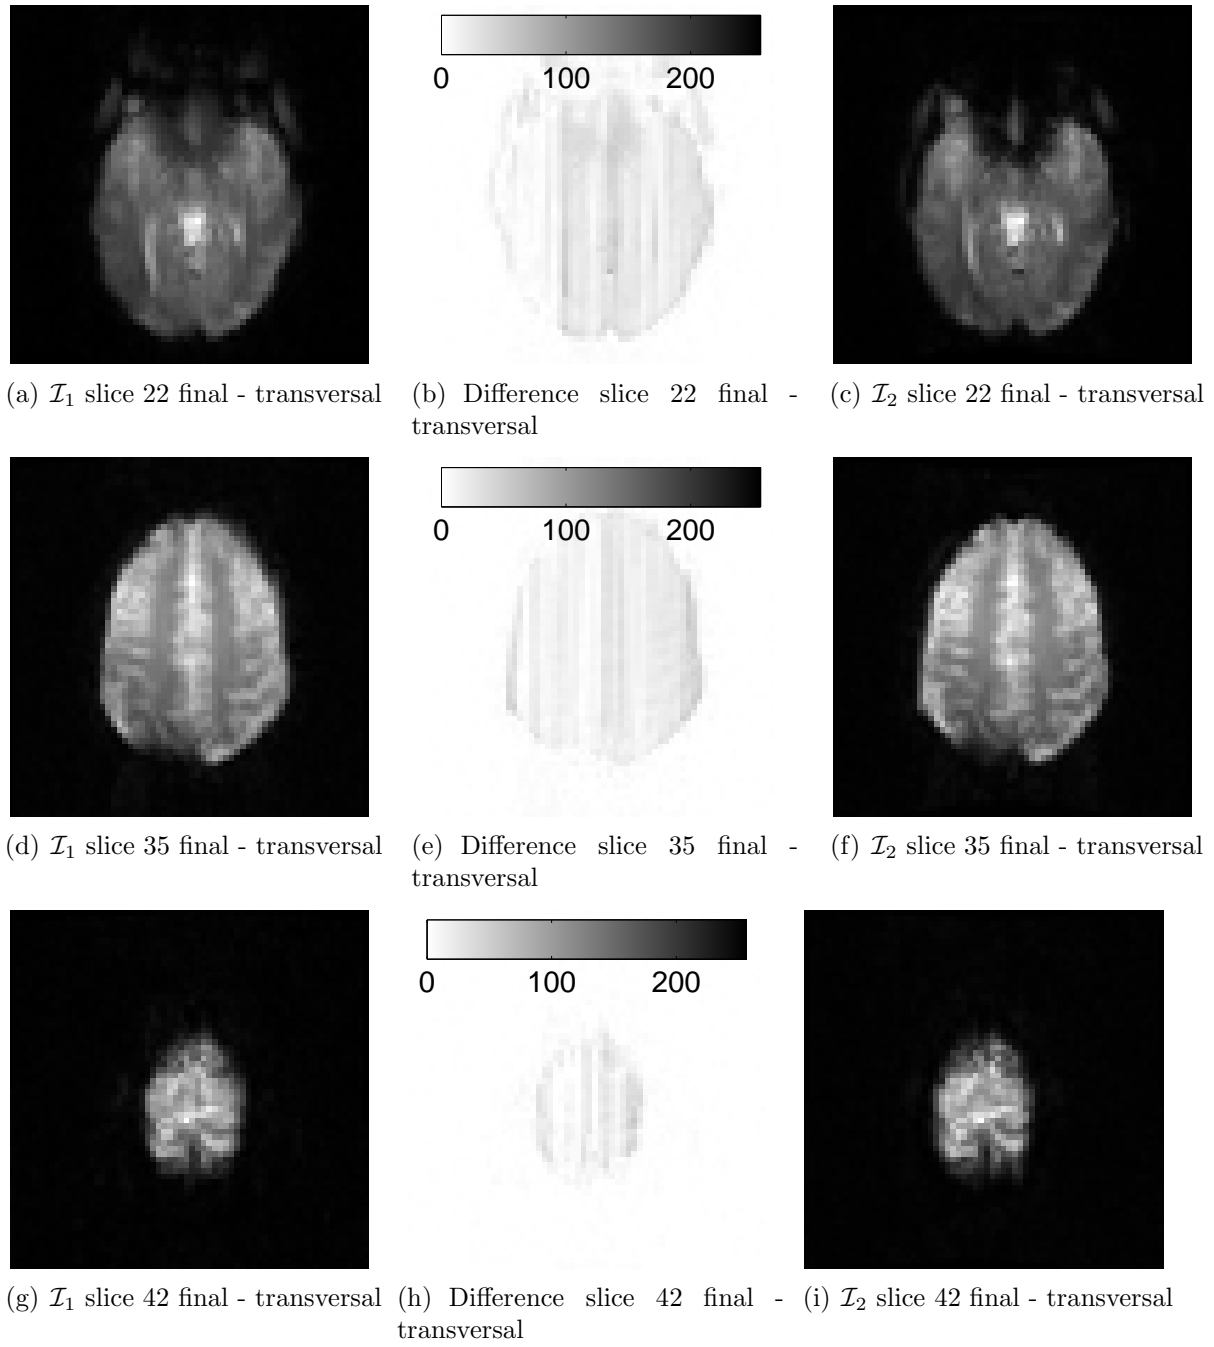 0 100 200
(a) I₁ slice 22 final - transversal
(b) Difference slice 22 final -
transversal
(c) I₂ slice 22 final - transversal
0 100 200
(d) I₁ slice 35 final - transversal
(e) Difference slice 35 final -
transversal
(f) I₂ slice 35 final - transversal
0 100 200
(g) I₁ slice 42 final - transversal
(h) Difference slice 42 final -
transversal
(i) I₂ slice 42 final - transversal